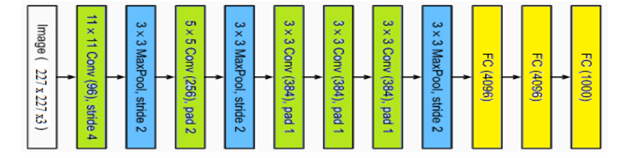 Image ( 227 x 227 x3 )
11 x 11 Conv (96), stride 4
3 x 3 MaxPool, stride 2
5 x 5 Conv (256), pad 2
3 x 3 MaxPool, stride 2
3 x 3 Conv (384), pad 1
3 x 3 Conv (384), pad 1
3 x 3 Conv (384), pad 1
3 x 3 MaxPool, stride 2
FC (4096)
FC (4096)
FC (1000)